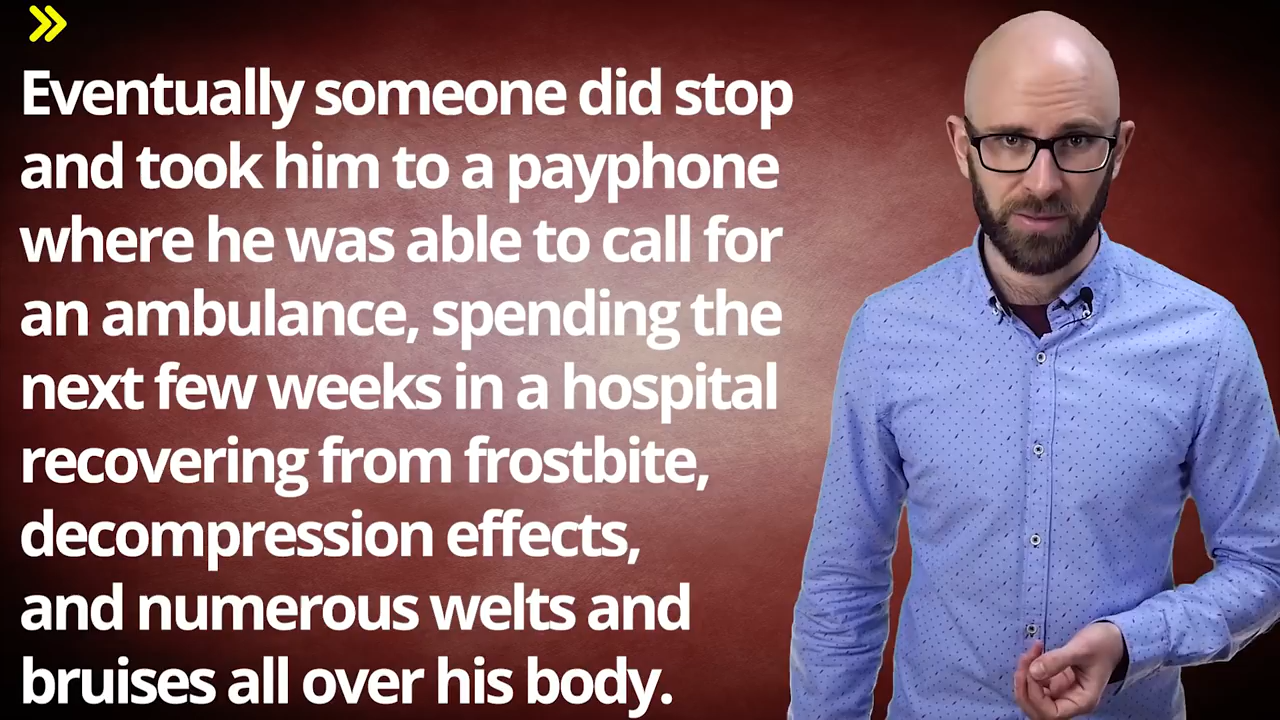 Eventually someone did stop
and took him to a payphone
where he was able to call for
an ambulance, spending the
next few weeks in a hospital
recovering from frostbite,
decompression effects,
and numerous welts and
bruises all over his body.